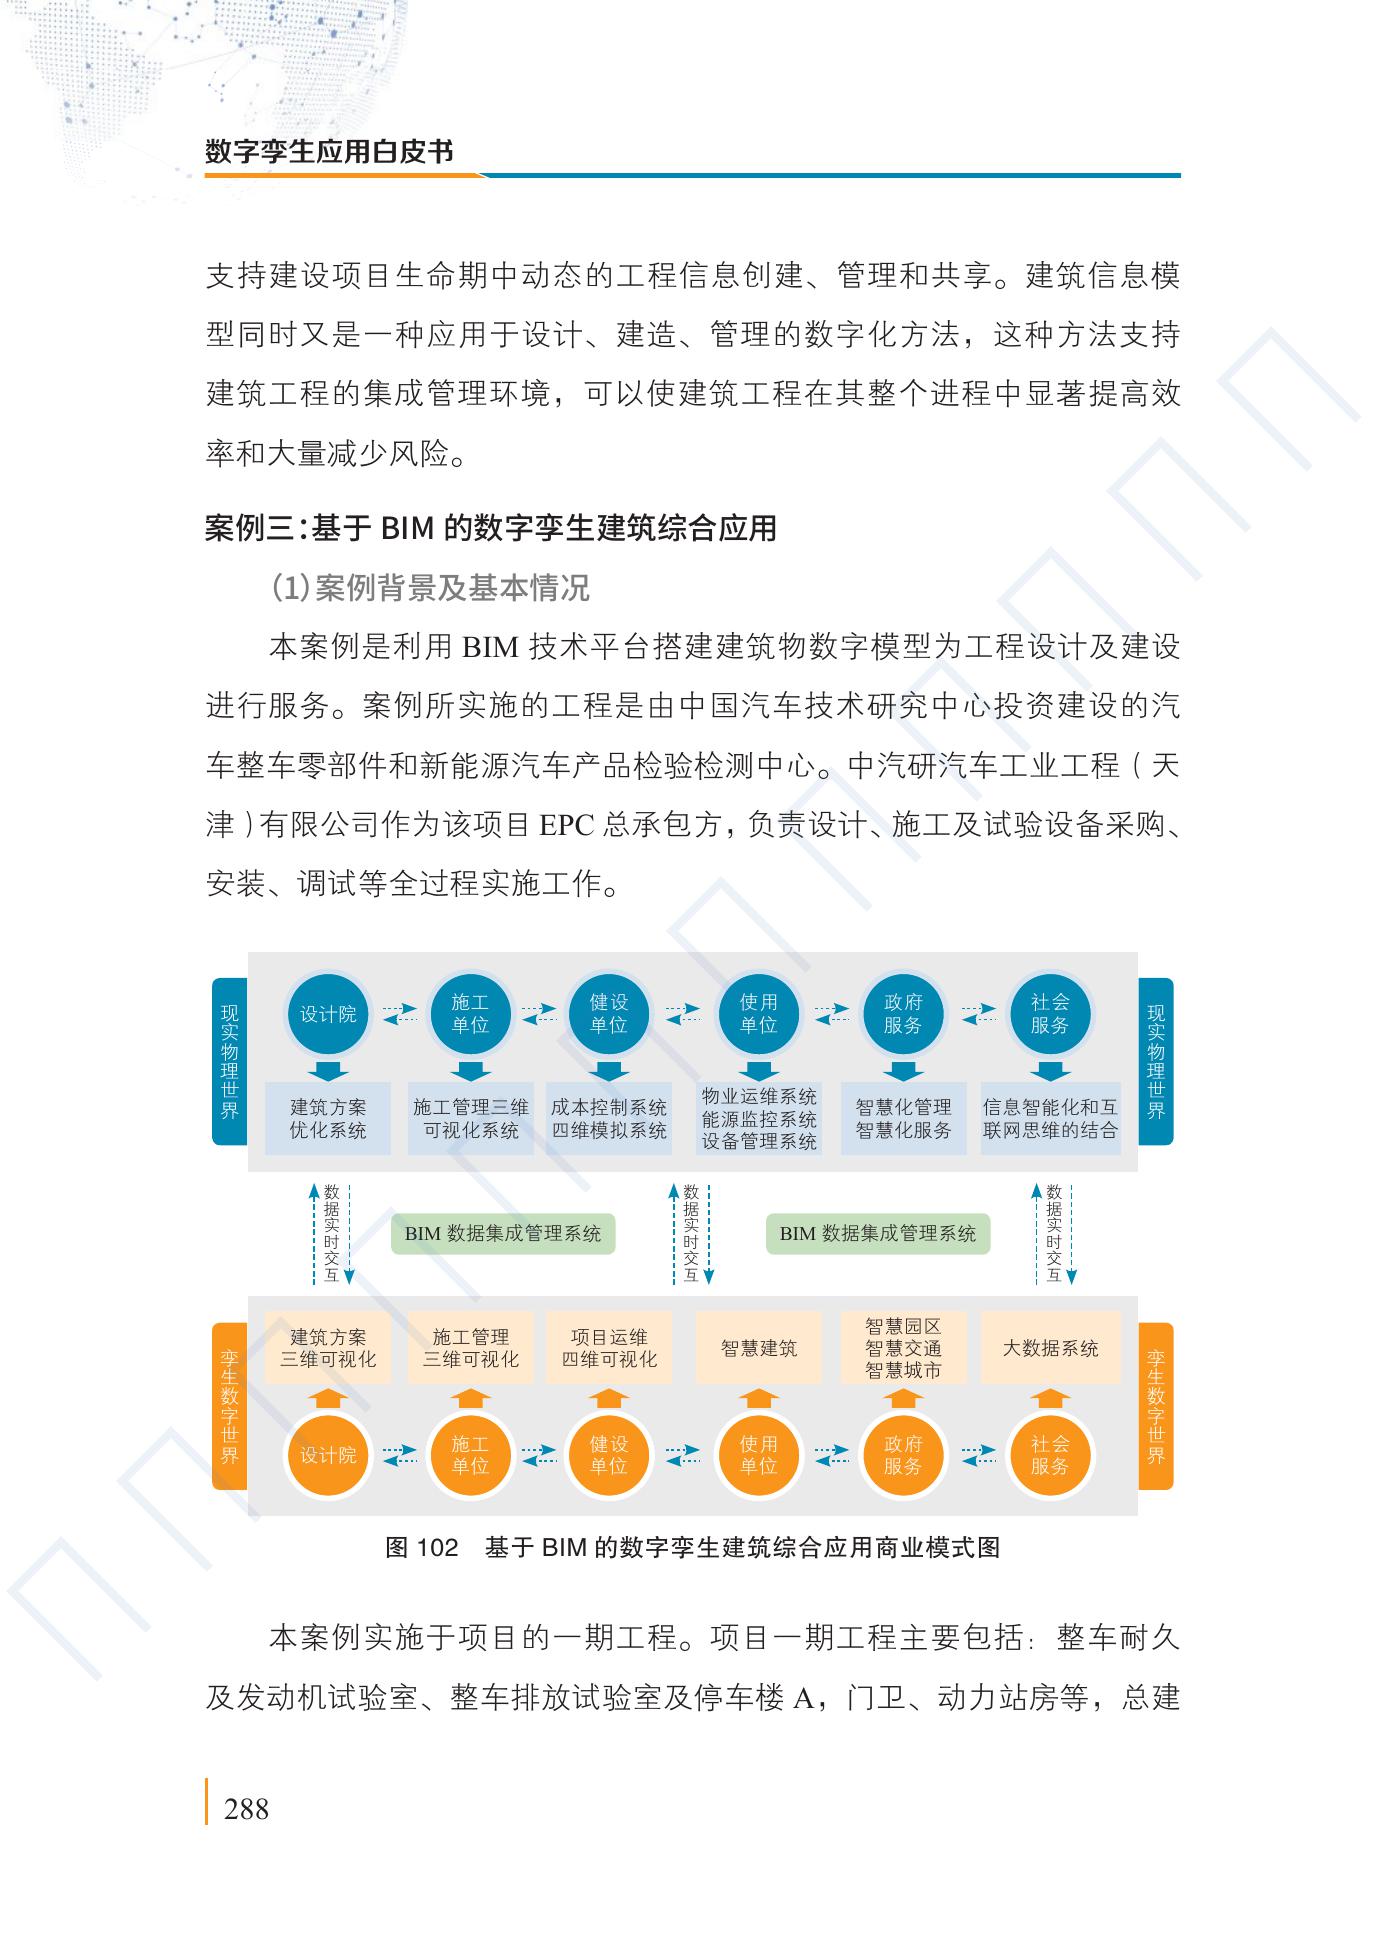 数字孪生应用白皮书
支持建设项目生命期中动态的工程信息创建、管理和共享。建筑信息模
型同时又是一种应用于设计、建造、管理的数字化方法，这种方法支持
建筑工程的集成管理环境，可以使建筑工程在其整个进程中显著提高效
率和大量减少风险。
案例三：基于 BIM 的数字孪生建筑综合应用
（1）案例背景及基本情况
本案例是利用 BIM 技术平台搭建建筑物数字模型为工程设计及建设
进行服务。案例所实施的工程是由中国汽车技术研究中心投资建设的汽
车整车零部件和新能源汽车产品检验检测中心。中汽研汽车工业工程（天
津）有限公司作为该项目 EPC 总承包方，负责设计、施工及试验设备采购、
安装、调试等全过程实施工作。
现实物理世界
设计院
施工
单位
健设
单位
使用
单位
政府
服务
社会
服务
现实物理世界
建筑方案
优化系统
施工管理三维
可视化系统
成本控制系统
四维模拟系统
物业运维系统
能源监控系统
设备管理系统
智慧化管理
智慧化服务
信息智能化和互
联网思维的结合
数据实时交互
BIM 数据集成管理系统
数据实时交互
BIM 数据集成管理系统
数据实时交互
孪生数字世界
建筑方案
三维可视化
施工管理
三维可视化
项目运维
四维可视化
智慧建筑
智慧园区
智慧交通
智慧城市
大数据系统
孪生数字世界
设计院
施工
单位
健设
单位
使用
单位
政府
服务
社会
服务
图 102　基于 BIM 的数字孪生建筑综合应用商业模式图
本案例实施于项目的一期工程。项目一期工程主要包括：整车耐久
及发动机试验室、整车排放试验室及停车楼 A，门卫、动力站房等，总建
288